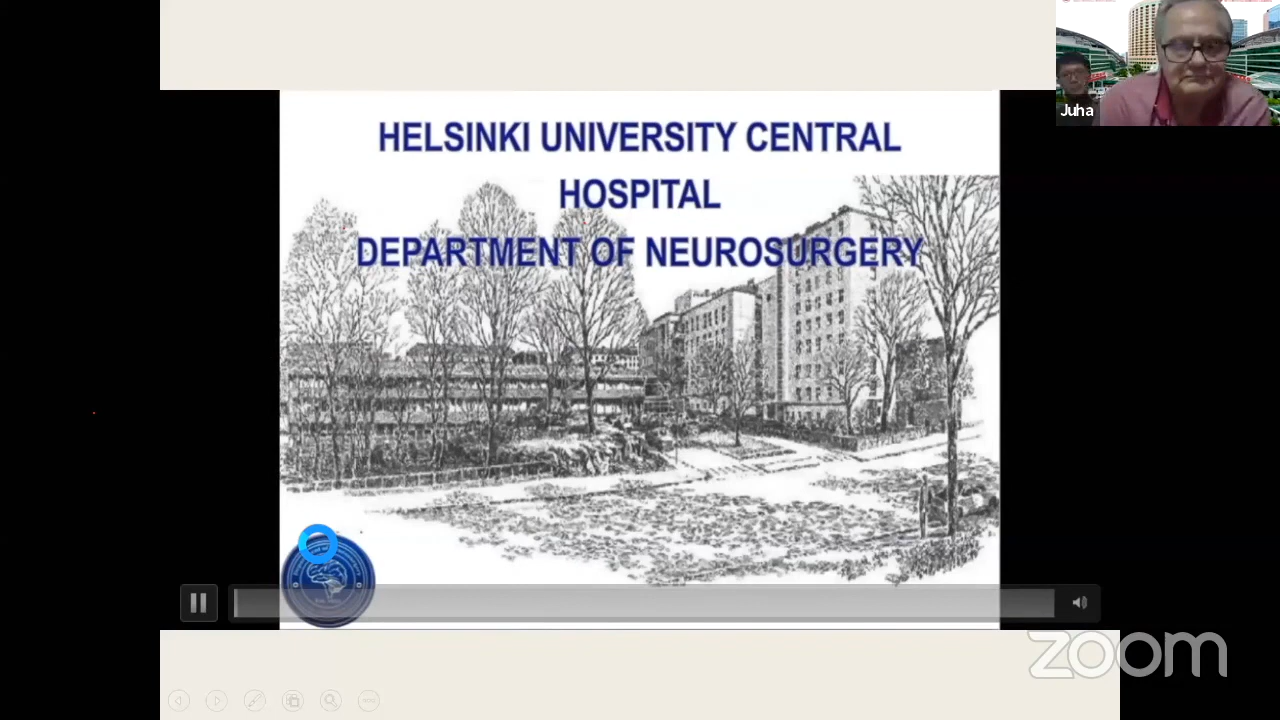 HELSINKI UNIVERSITY CENTRAL
HOSPITAL
DEPARTMENT OF NEUROSURGERY
Juha
zoom